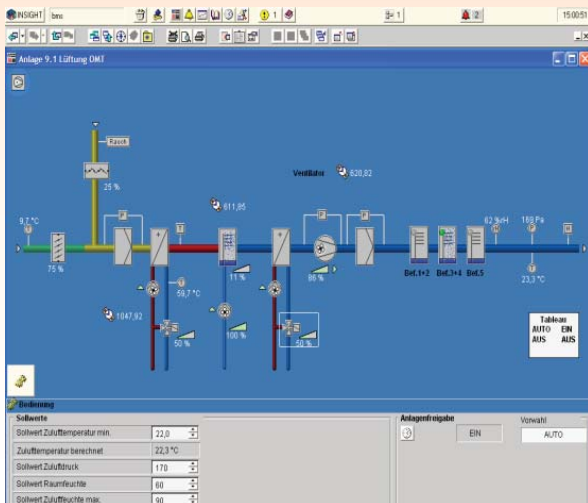 INSIGHT bms 1 1 2 15:00:51
Anlage 9.1 Lüftung OMT
Rauch
25 %
Ventilator 620,82
611,85
9,7 °C
T
P
T
P
P
62 %rH
168 Pa
75 %
11 %
86 %
Bef.1+2
Bef.3+4
Bef.5
59,7 °C
23,3 °C
1047,92
50 %
100 %
50 %
Tableau
AUTO EIN
AUS AUS
Bedienung
Sollwerte
Anlagenfreigabe
Vorwahl
Sollwert Zulufttemperatur min. 22,0
EIN
AUTO
Zulufttemperatur berechnet 22,3 °C
Sollwert Zuluftdruck 170
Sollwert Raumfeuchte 60
Sollwert Zuluftfeuchte max. 90